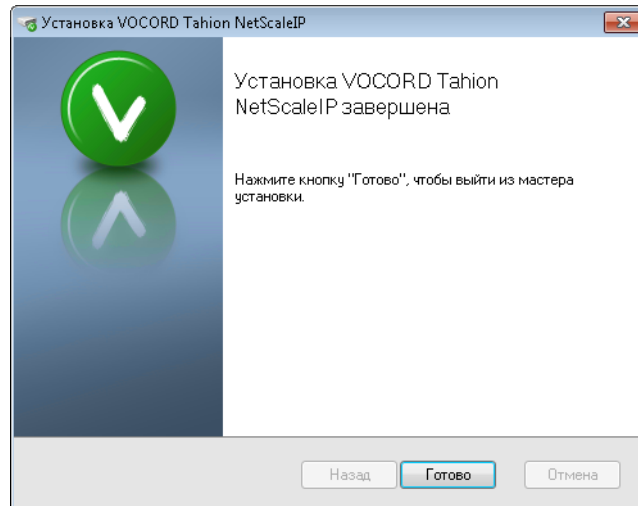 Установка VOCORD Tahion NetScaleIP
Установка VOCORD Tahion
NetScaleIP завершена
Нажмите кнопку "Готово", чтобы выйти из мастера
установки.
Назад
Готово
Отмена